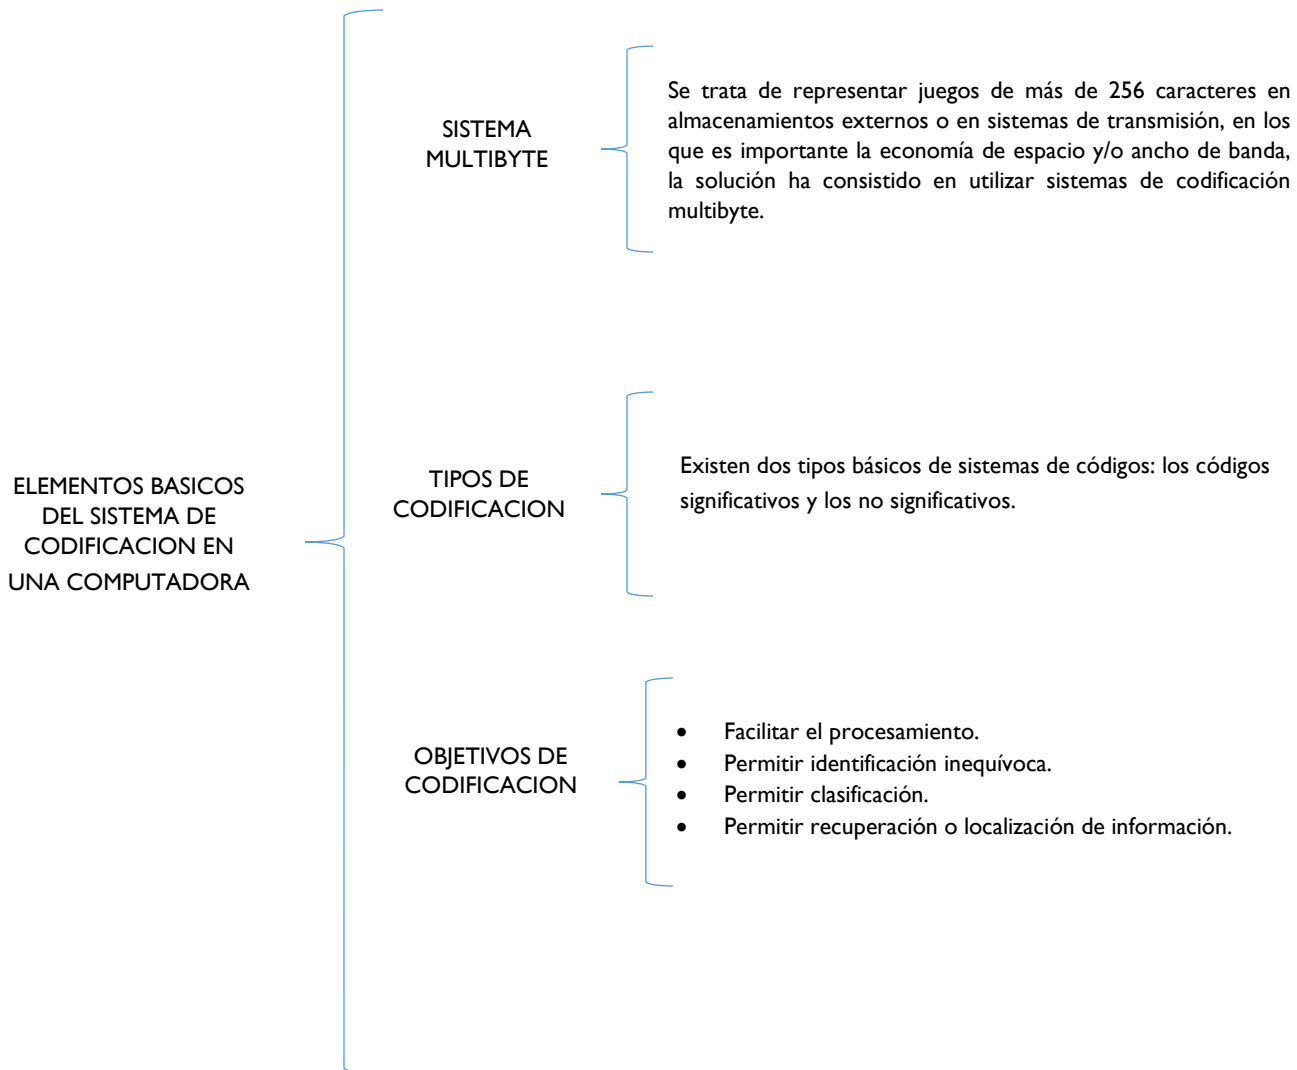 SISTEMA
MULTIBYTE
Se trata de representar juegos de más de 256 caracteres en
almacenamientos externos o en sistemas de transmisión, en los
que es importante la economía de espacio y/o ancho de banda,
la solución ha consistido en utilizar sistemas de codificación
multibyte.
ELEMENTOS BASICOS
DEL SISTEMA DE
CODIFICACION EN
UNA COMPUTADORA
TIPOS DE
CODIFICACION
Existen dos tipos básicos de sistemas de códigos: los códigos
significativos y los no significativos.
OBJETIVOS DE
CODIFICACION
• Facilitar el procesamiento.
• Permitir identificación inequívoca.
• Permitir clasificación.
• Permitir recuperación o localización de información.